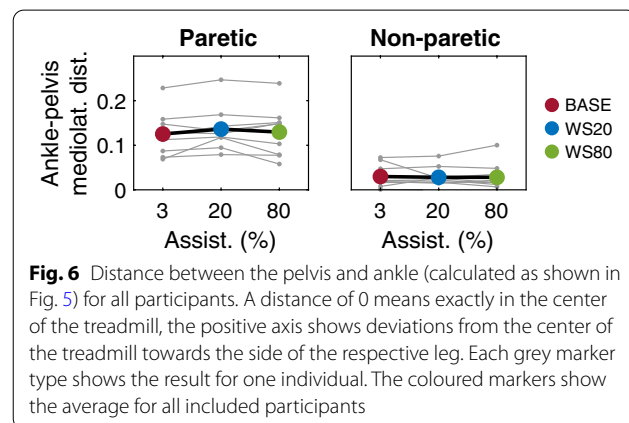 Paretic
Non-paretic
Ankle-pelvis
mediolat. dist.
0.2
0.1
0
3 20 80
Assist. (%)
3 20 80
Assist. (%)
BASE
WS20
WS80
Fig. 6 Distance between the pelvis and ankle (calculated as shown in
Fig. 5) for all participants. A distance of 0 means exactly in the center
of the treadmill, the positive axis shows deviations from the center of
the treadmill towards the side of the respective leg. Each grey marker
type shows the result for one individual. The coloured markers show
the average for all included participants